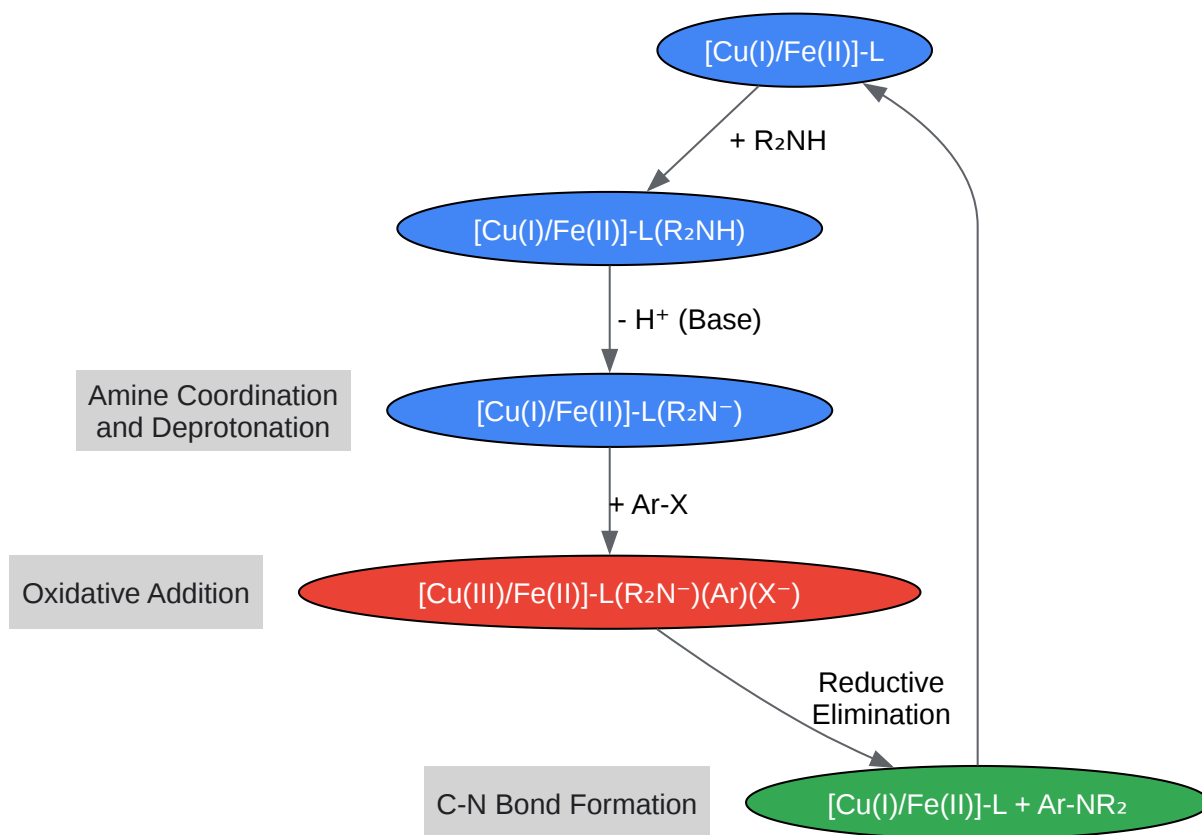 [Cu(I)/Fe(II)]-L
+ R₂NH
[Cu(I)/Fe(II)]-L(R₂NH)
- H⁺ (Base)
Amine Coordination
and Deprotonation
[Cu(I)/Fe(II)]-L(R₂N⁻)
+ Ar-X
Oxidative Addition
[Cu(III)/Fe(II)]-L(R₂N⁻)(Ar)(X⁻)
Reductive
Elimination
C-N Bond Formation
[Cu(I)/Fe(II)]-L + Ar-NR₂